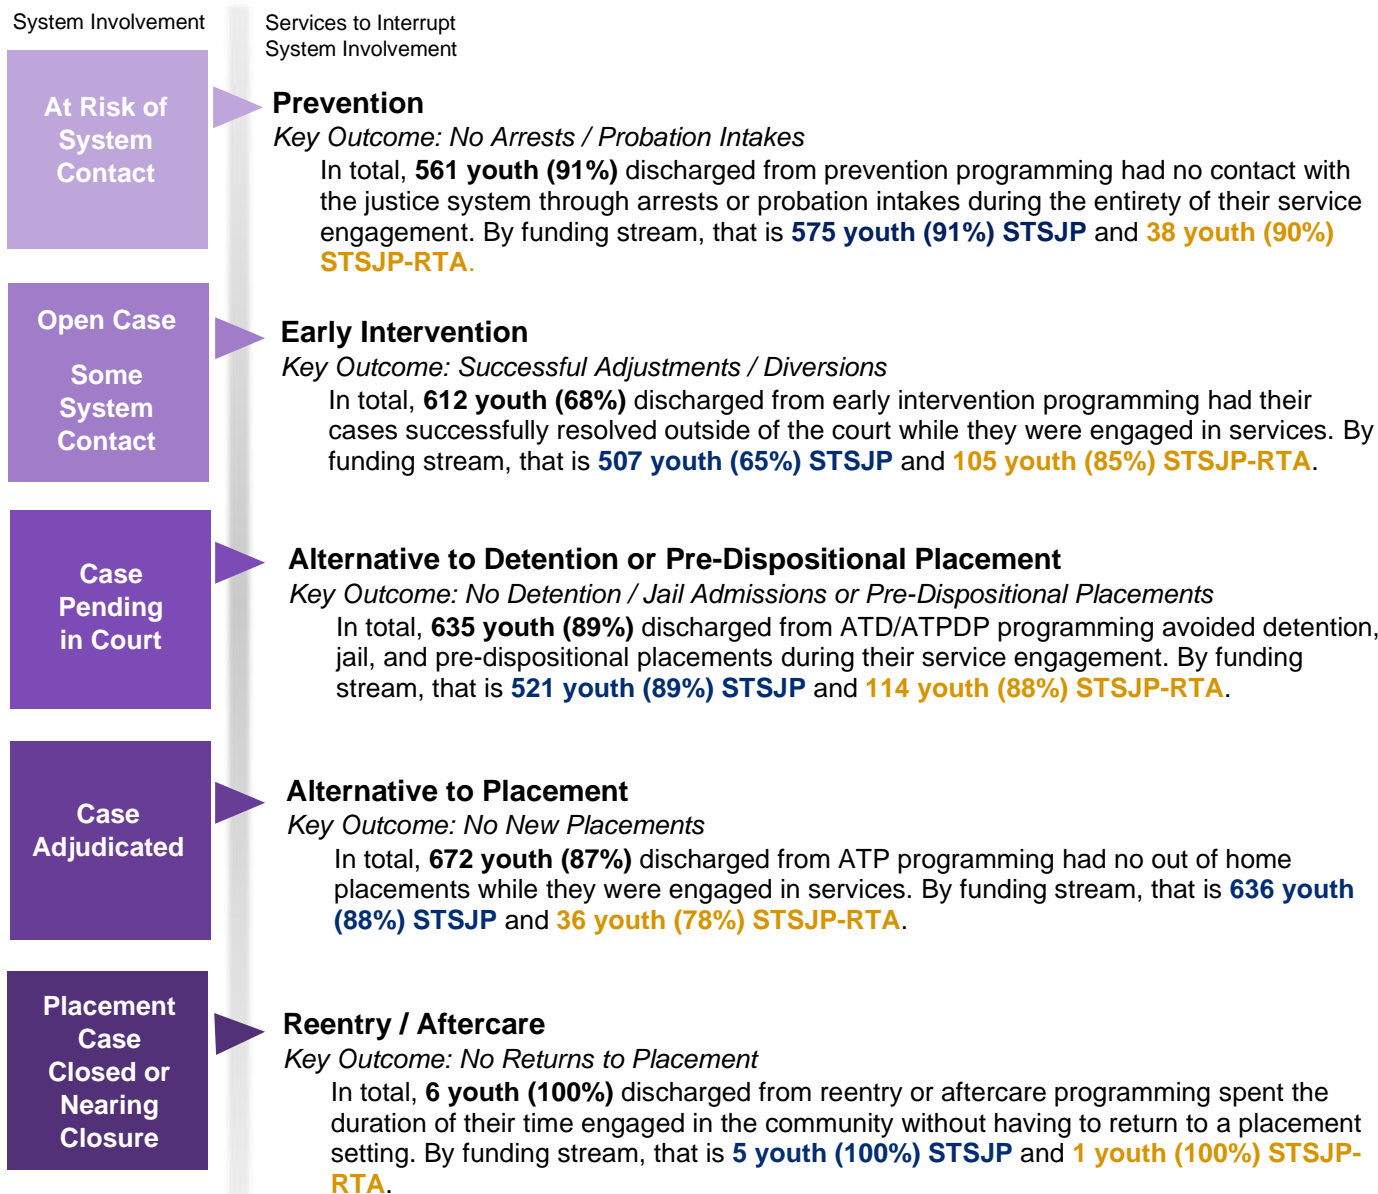 System Involvement
Services to Interrupt
System Involvement
At Risk of
System
Contact
Prevention
Key Outcome: No Arrests / Probation Intakes
In total, 561 youth (91%) discharged from prevention programming had no contact with
the justice system through arrests or probation intakes during the entirety of their service
engagement. By funding stream, that is 575 youth (91%) STSJP and 38 youth (90%)
STSJP-RTA.
Open Case
Some
System
Contact
Early Intervention
Key Outcome: Successful Adjustments / Diversions
In total, 612 youth (68%) discharged from early intervention programming had their
cases successfully resolved outside of the court while they were engaged in services. By
funding stream, that is 507 youth (65%) STSJP and 105 youth (85%) STSJP-RTA.
Case
Pending
in Court
Alternative to Detention or Pre-Dispositional Placement
Key Outcome: No Detention / Jail Admissions or Pre-Dispositional Placements
In total, 635 youth (89%) discharged from ATD/ATPDP programming avoided detention,
jail, and pre-dispositional placements during their service engagement. By funding
stream, that is 521 youth (89%) STSJP and 114 youth (88%) STSJP-RTA.
Case
Adjudicated
Alternative to Placement
Key Outcome: No New Placements
In total, 672 youth (87%) discharged from ATP programming had no out of home
placements while they were engaged in services. By funding stream, that is 636 youth
(88%) STSJP and 36 youth (78%) STSJP-RTA.
Placement
Case
Closed or
Nearing
Closure
Reentry / Aftercare
Key Outcome: No Returns to Placement
In total, 6 youth (100%) discharged from reentry or aftercare programming spent the
duration of their time engaged in the community without having to return to a placement
setting. By funding stream, that is 5 youth (100%) STSJP and 1 youth (100%) STSJP-
RTA.